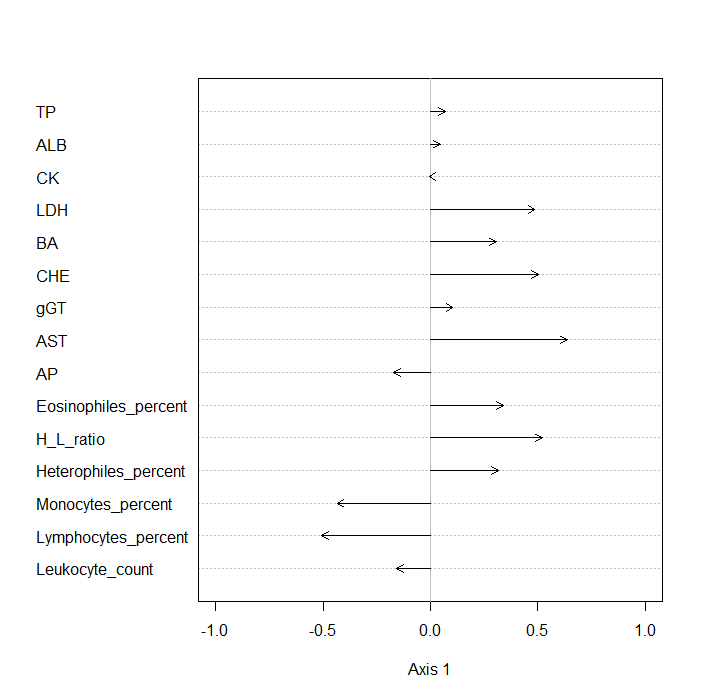 TP
ALB
CK
LDH
BA
CHE
gGT
AST
AP
Eosinophiles_percent
H_L_ratio
Heterophiles_percent
Monocytes_percent
Lymphocytes_percent
Leukocyte_count
-1.0 -0.5 0.0 0.5 1.0
Axis 1